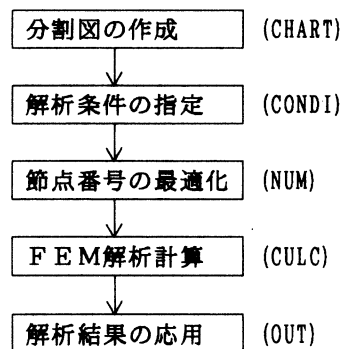 分割図の作成 (CHART)
解析条件の指定 (CONDI)
節点番号の最適化 (NUM)
ＦＥＭ解析計算 (CULC)
解析結果の応用 (OUT)